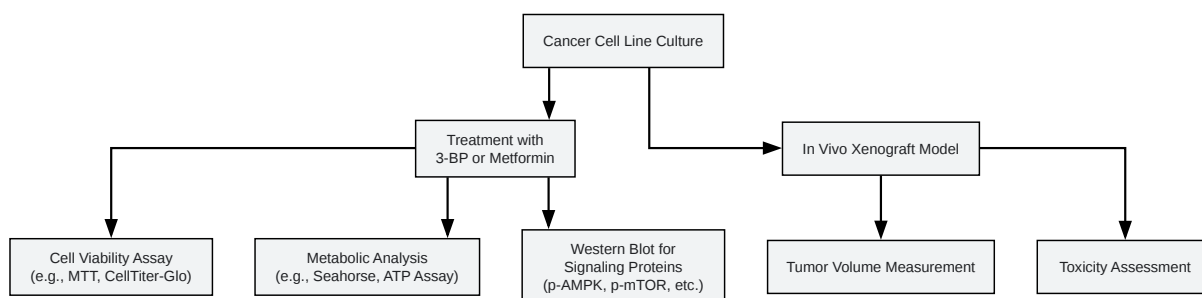 Cancer Cell Line Culture
Treatment with
3-BP or Metformin
In Vivo Xenograft Model
Cell Viability Assay
(e.g., MTT, CellTiter-Glo)
Metabolic Analysis
(e.g., Seahorse, ATP Assay)
Western Blot for
Signaling Proteins
(p-AMPK, p-mTOR, etc.)
Tumor Volume Measurement
Toxicity Assessment